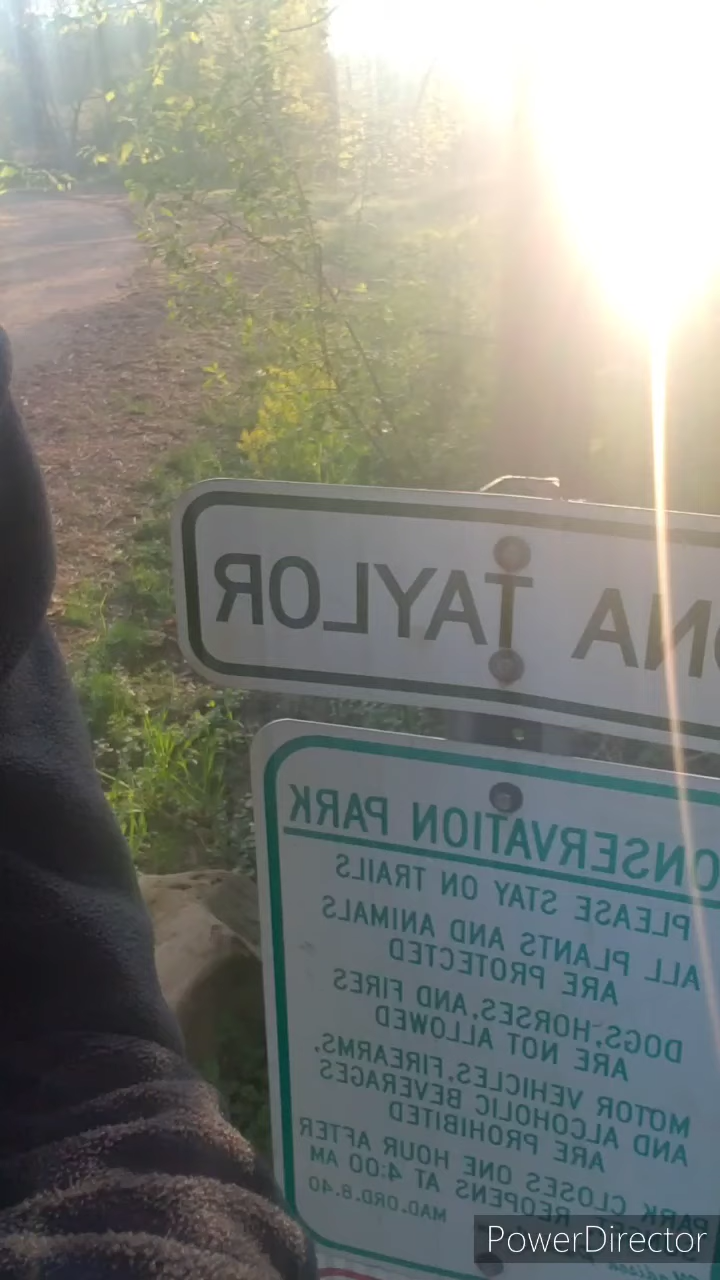 NA TAYLOR
ONSERVATION PARK
PLEASE STAY ON TRAILS
ALL PLANTS AND ANIMALS
ARE PROTECTED
DOGS, HORSES, AND FIRES
ARE NOT ALLOWED
MOTOR VEHICLES, FIREARMS,
AND ALCOHOLIC BEVERAGES
ARE PROHIBITED
PARK CLOSES ONE HOUR AFTER
REOPENS AT 4:00 AM
MAD.ORD.8.40
PowerDirector